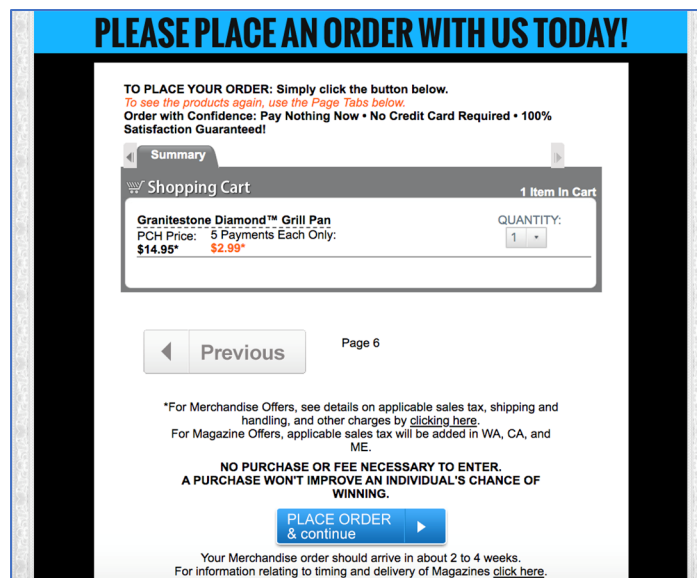 PLEASE PLACE AN ORDER WITH US TODAY!
TO PLACE YOUR ORDER: Simply click the button below.
To see the products again, use the Page Tabs below.
Order with Confidence: Pay Nothing Now • No Credit Card Required • 100%
Satisfaction Guaranteed!
Summary
Shopping Cart
1 Item In Cart
Granitestone Diamond™ Grill Pan
QUANTITY:
PCH Price: 5 Payments Each Only:
1
$14.95* $2.99*
Previous
Page 6
*For Merchandise Offers, see details on applicable sales tax, shipping and
handling, and other charges by clicking here.
For Magazine Offers, applicable sales tax will be added in WA, CA, and
ME.
NO PURCHASE OR FEE NECESSARY TO ENTER.
A PURCHASE WON'T IMPROVE AN INDIVIDUAL'S CHANCE OF
WINNING.
PLACE ORDER
& continue
Your Merchandise order should arrive in about 2 to 4 weeks.
For information relating to timing and delivery of Magazines click here.